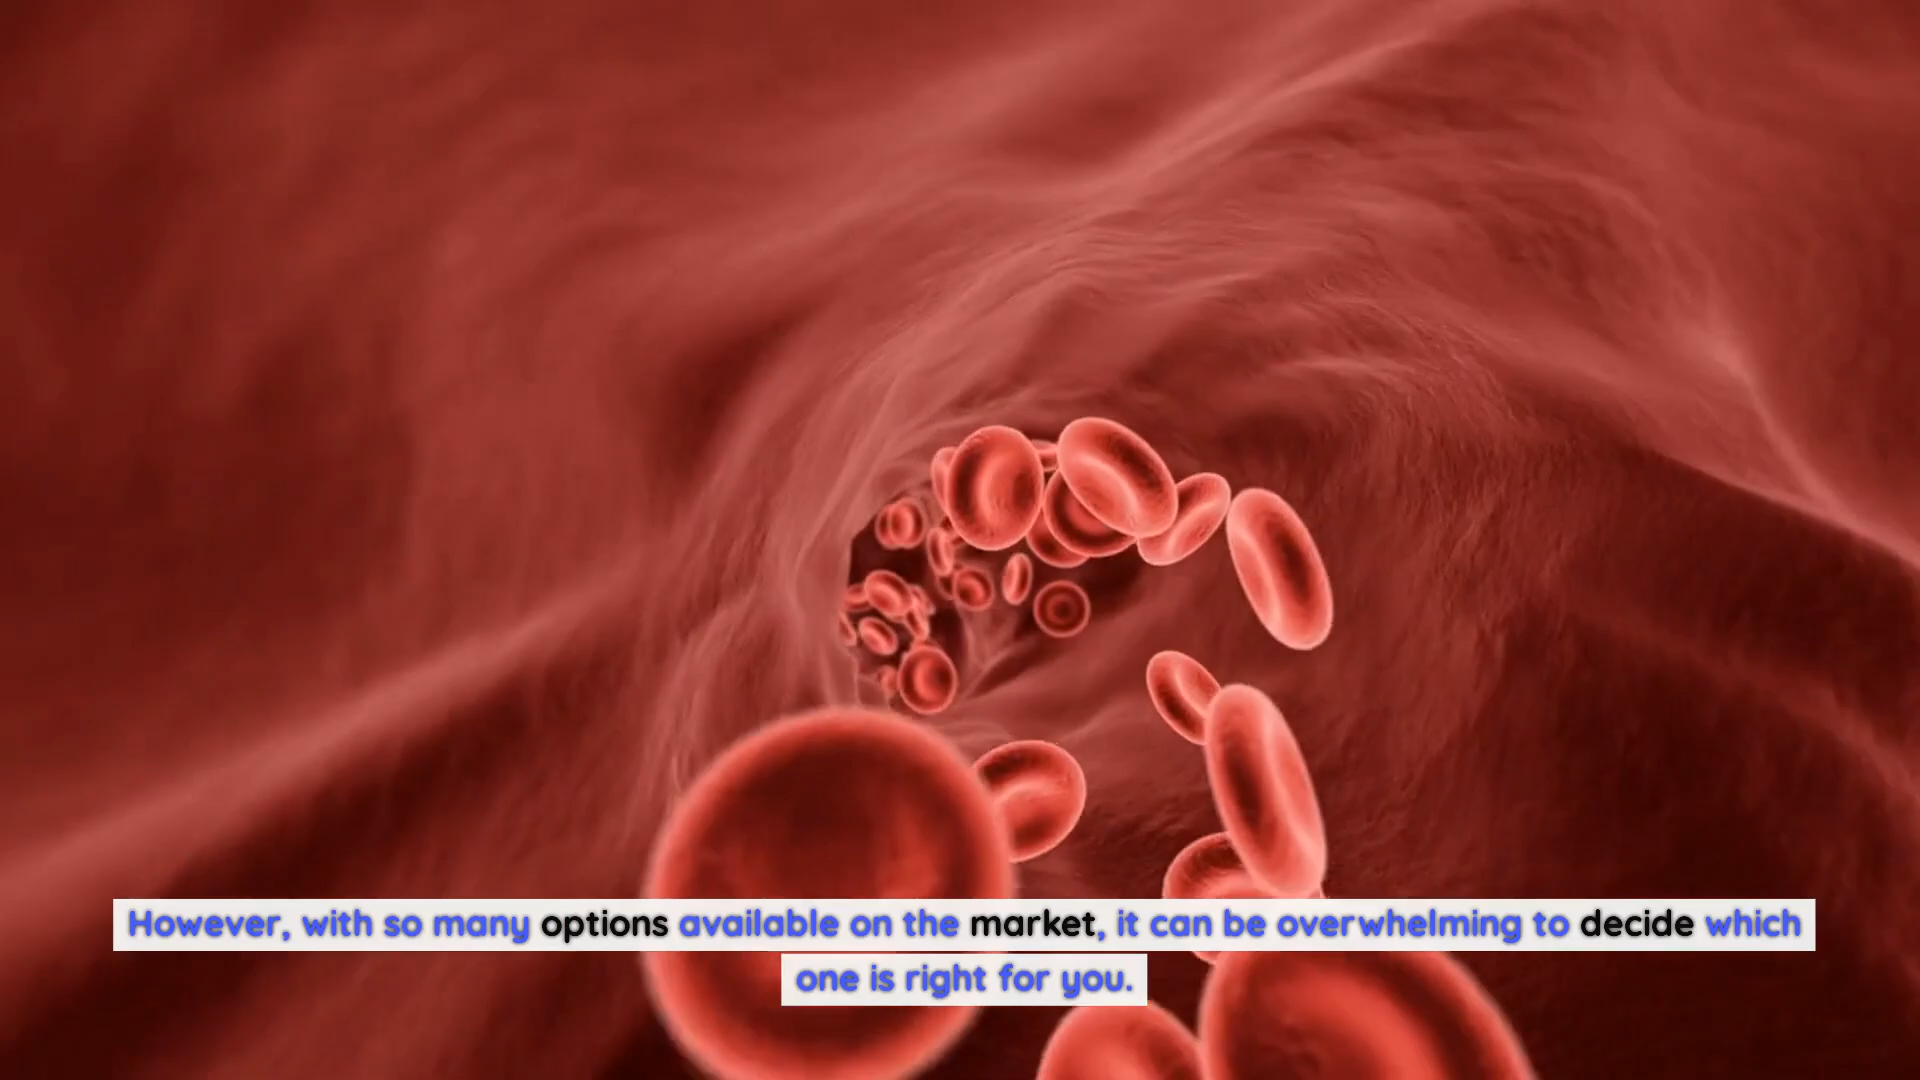 However, with so many options available on the market, it can be overwhelming to decide which
one is right for you.